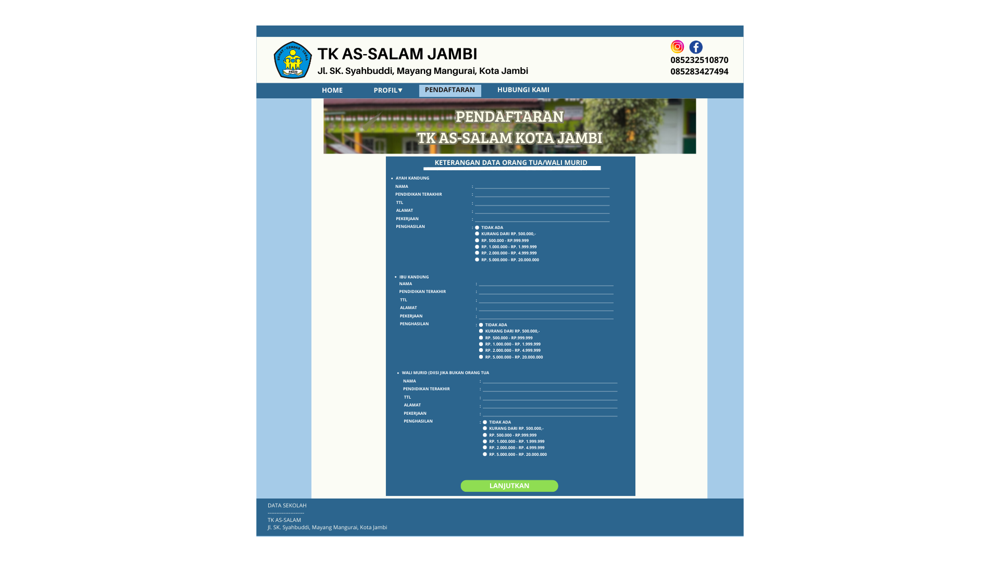 SEHAT - CERDAS - CERIA
PAUD
TK AS-SALAM JAMBI
Jl. SK. Syahbuddi, Mayang Mangurai, Kota Jambi
085232510870
085283427494
HOME PROFIL▼ PENDAFTARAN HUBUNGI KAMI
PENDAFTARAN
TK AS-SALAM KOTA JAMBI
KETERANGAN DATA ORANG TUA/WALI MURID
• AYAH KANDUNG
NAMA :
PENDIDIKAN TERAKHIR :
TTL :
ALAMAT :
PEKERJAAN :
PENGHASILAN : TIDAK ADA
KURANG DARI RP. 500.000,-
RP. 500.000 - RP.999.999
RP. 1.000.000 - RP. 1.999.999
RP. 2.000.000 - RP. 4.999.999
RP. 5.000.000 - RP. 20.000.000
• IBU KANDUNG
NAMA :
PENDIDIKAN TERAKHIR :
TTL :
ALAMAT :
PEKERJAAN :
PENGHASILAN : TIDAK ADA
KURANG DARI RP. 500.000,-
RP. 500.000 - RP.999.999
RP. 1.000.000 - RP. 1.999.999
RP. 2.000.000 - RP. 4.999.999
RP. 5.000.000 - RP. 20.000.000
• WALI MURID (DIISI JIKA BUKAN ORANG TUA
NAMA :
PENDIDIKAN TERAKHIR :
TTL :
ALAMAT :
PEKERJAAN :
PENGHASILAN : TIDAK ADA
KURANG DARI RP. 500.000,-
RP. 500.000 - RP.999.999
RP. 1.000.000 - RP. 1.999.999
RP. 2.000.000 - RP. 4.999.999
RP. 5.000.000 - RP. 20.000.000
LANJUTKAN
DATA SEKOLAH
---------------------
TK AS-SALAM
Jl. SK. Syahbuddi, Mayang Mangurai, Kota Jambi